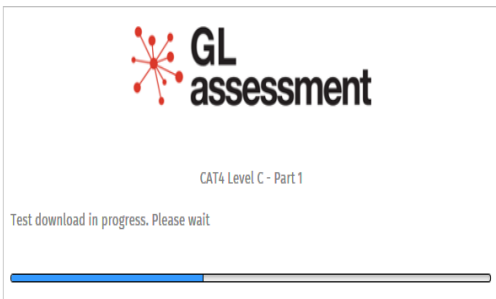 GL
assessment
CAT4 Level C - Part 1
Test download in progress. Please wait